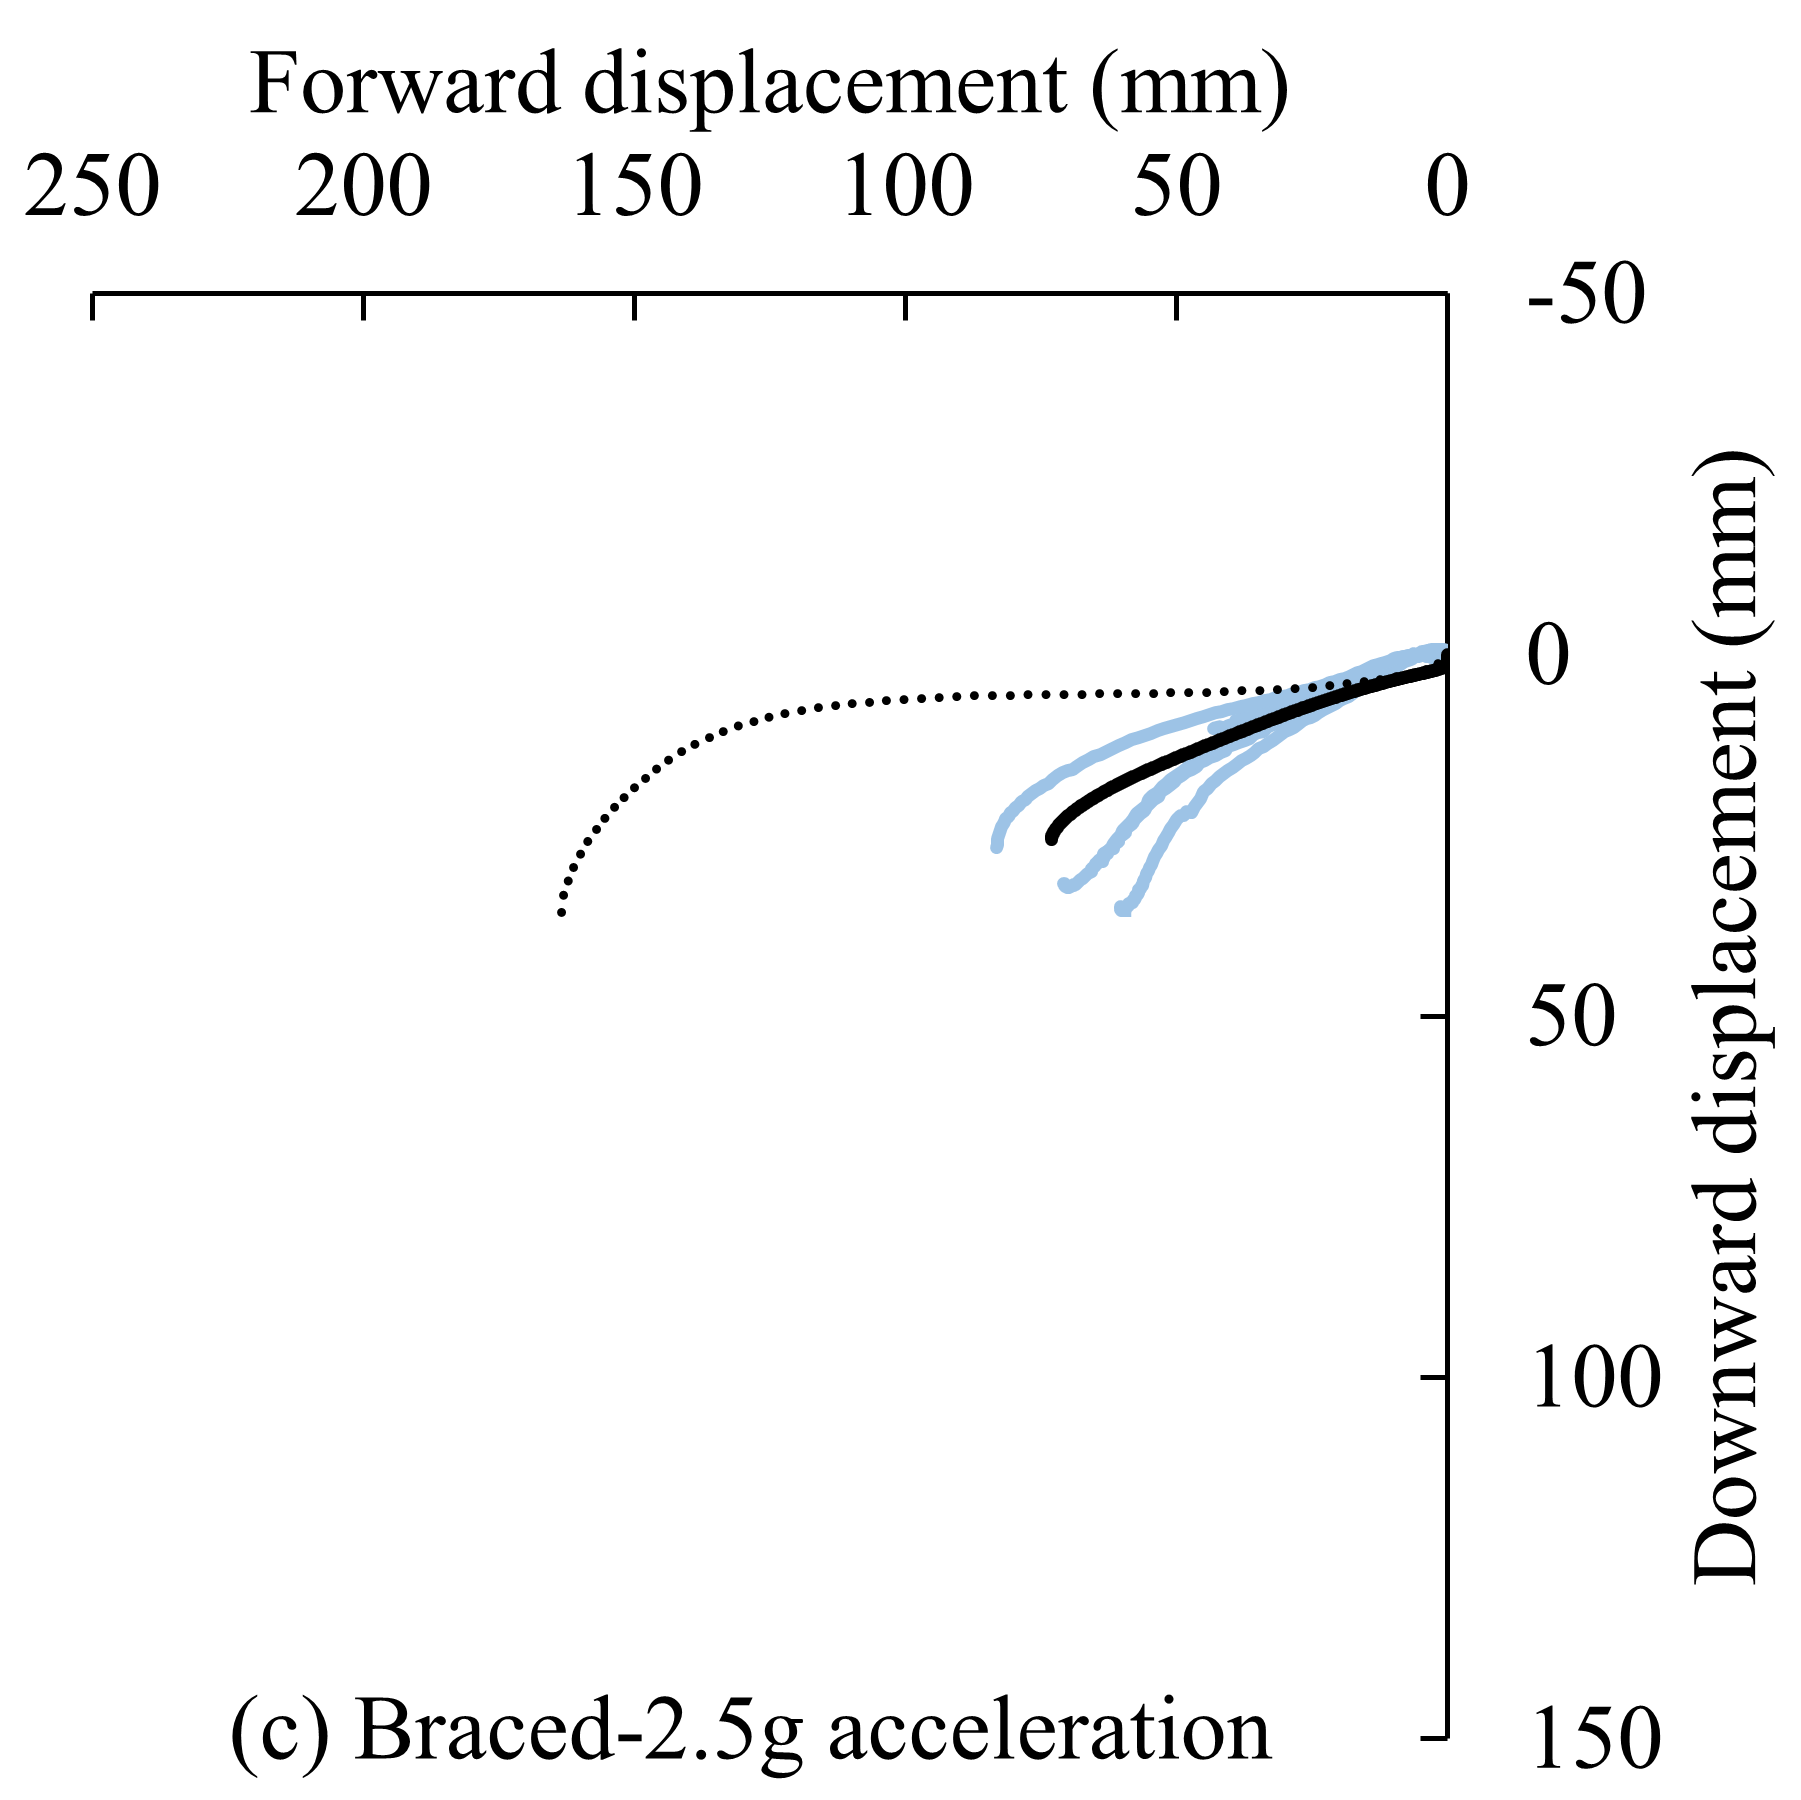 Forward displacement (mm)
250 200 150 100 50 0
-50
0
50
100
150
Downward displacement (mm)
(c) Braced-2.5g acceleration